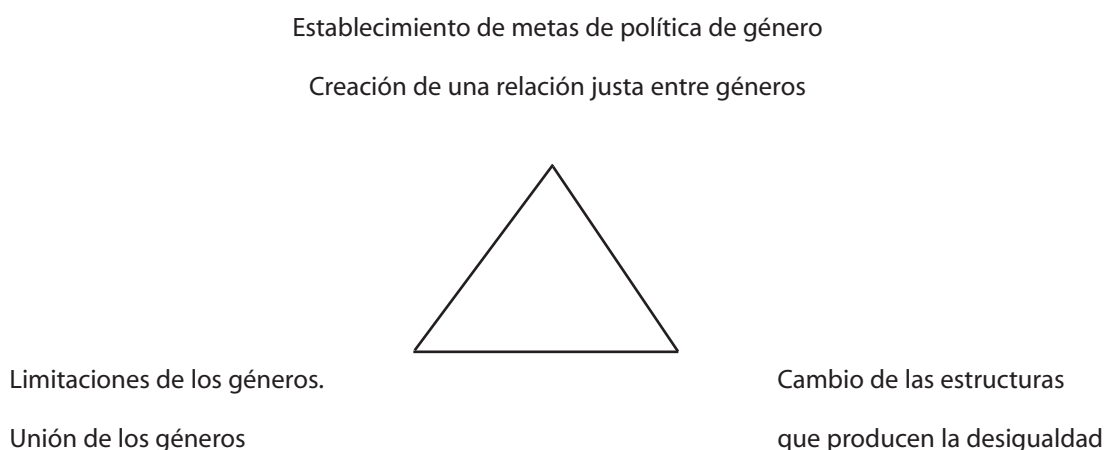 Establecimiento de metas de política de género
Creación de una relación justa entre géneros
Limitaciones de los géneros.
Unión de los géneros
Cambio de las estructuras
que producen la desigualdad